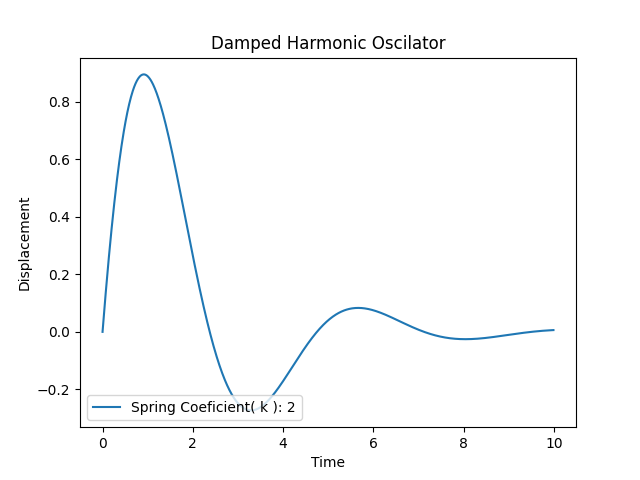 Damped Harmonic Oscilator
Displacement
0.8
0.6
0.4
0.2
0.0
−0.2
Spring Coeficient( k ): 2
0 2 4 6 8 10
Time